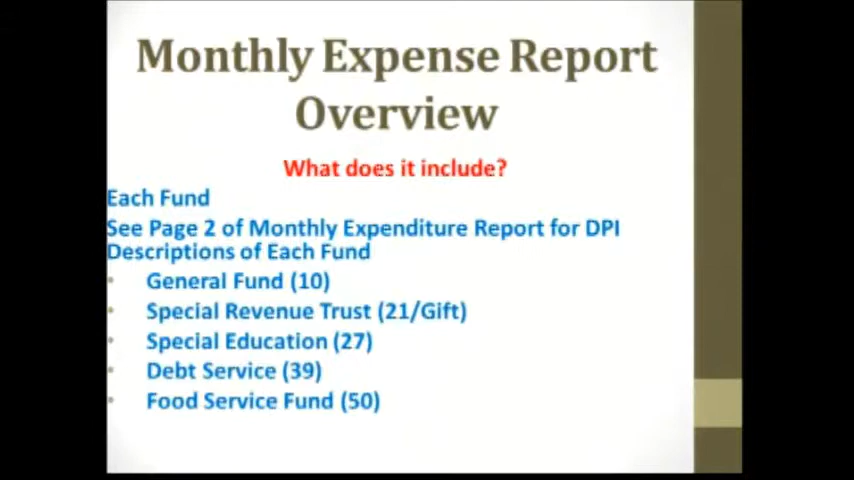 Monthly Expense Report
Overview
What does it include?
Each Fund
See Page 2 of Monthly Expenditure Report for DPI
Descriptions of Each Fund
• General Fund (10)
• Special Revenue Trust (21/Gift)
• Special Education (27)
• Debt Service (39)
• Food Service Fund (50)